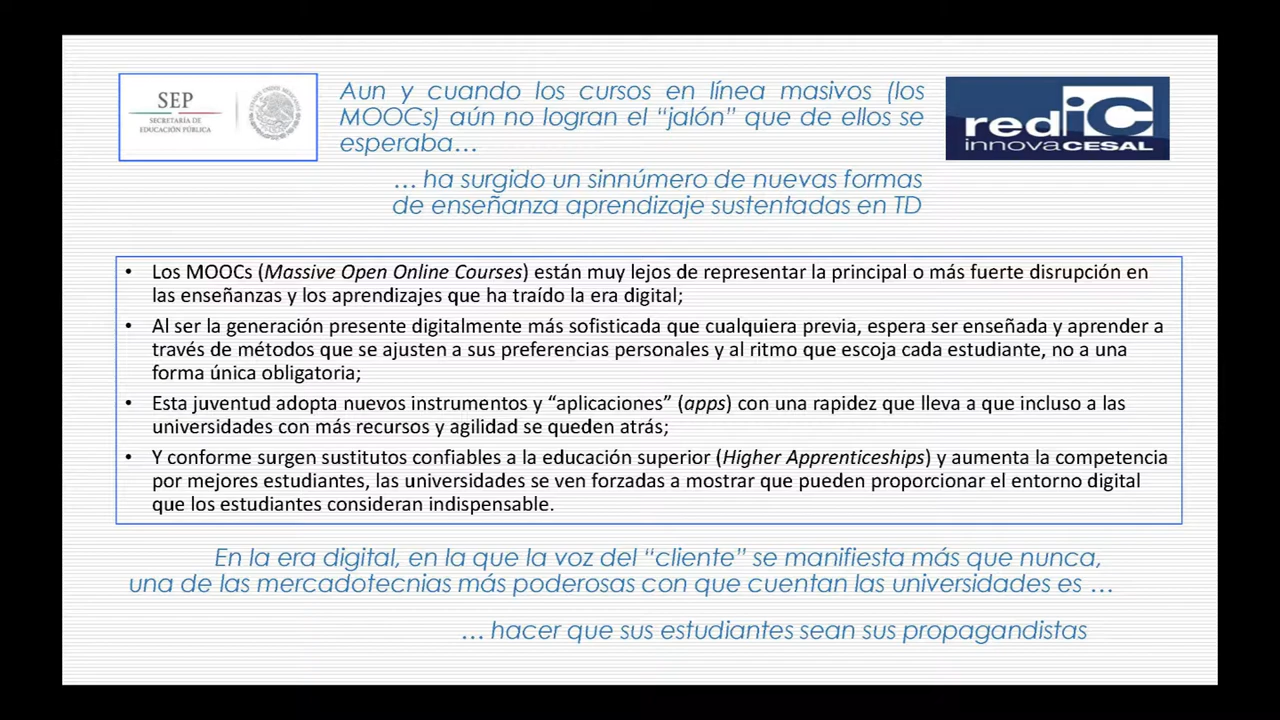 SEP
SECRETARÍA DE
EDUCACIÓN PÚBLICA
Aun y cuando los cursos en línea masivos (los
MOOCs) aún no logran el “jalón” que de ellos se
esperaba…
… ha surgido un sinnúmero de nuevas formas
de enseñanza aprendizaje sustentadas en TD
redic
innovaCESAL
• Los MOOCs (Massive Open Online Courses) están muy lejos de representar la principal o más fuerte disrupción en
las enseñanzas y los aprendizajes que ha traído la era digital;
• Al ser la generación presente digitalmente más sofisticada que cualquiera previa, espera ser enseñada y aprender a
través de métodos que se ajusten a sus preferencias personales y al ritmo que escoja cada estudiante, no a una
forma única obligatoria;
• Esta juventud adopta nuevos instrumentos y “aplicaciones” (apps) con una rapidez que lleva a que incluso a las
universidades con más recursos y agilidad se queden atrás;
• Y conforme surgen sustitutos confiables a la educación superior (Higher Apprenticeships) y aumenta la competencia
por mejores estudiantes, las universidades se ven forzadas a mostrar que pueden proporcionar el entorno digital
que los estudiantes consideran indispensable.
En la era digital, en la que la voz del “cliente” se manifiesta más que nunca,
una de las mercadotecnias más poderosas con que cuentan las universidades es …
… hacer que sus estudiantes sean sus propagandistas